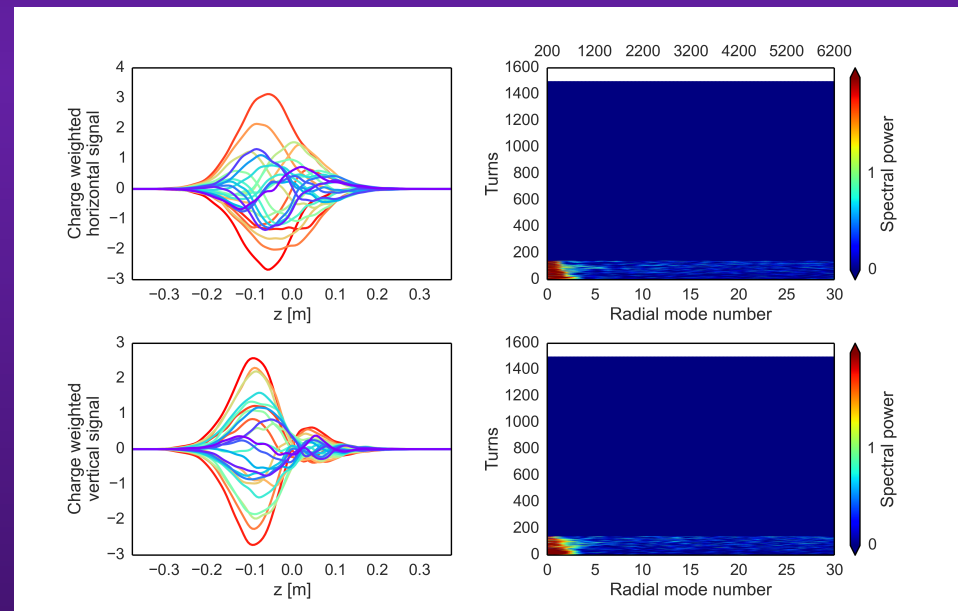 4
3
2
1
0
−1
−2
−3
Charge weighted
horizontal signal
−0.3 −0.2 −0.1 0.0 0.1 0.2 0.3
z [m]
200 1200 2200 3200 4200 5200 6200
1600
1400
1200
1000
800
600
400
200
0
Turns
0 5 10 15 20 25 30
Radial mode number
1
0
Spectral power
3
2
1
0
−1
−2
−3
Charge weighted
vertical signal
−0.3 −0.2 −0.1 0.0 0.1 0.2 0.3
z [m]
1600
1400
1200
1000
800
600
400
200
0
Turns
0 5 10 15 20 25 30
Radial mode number
1
0
Spectral power